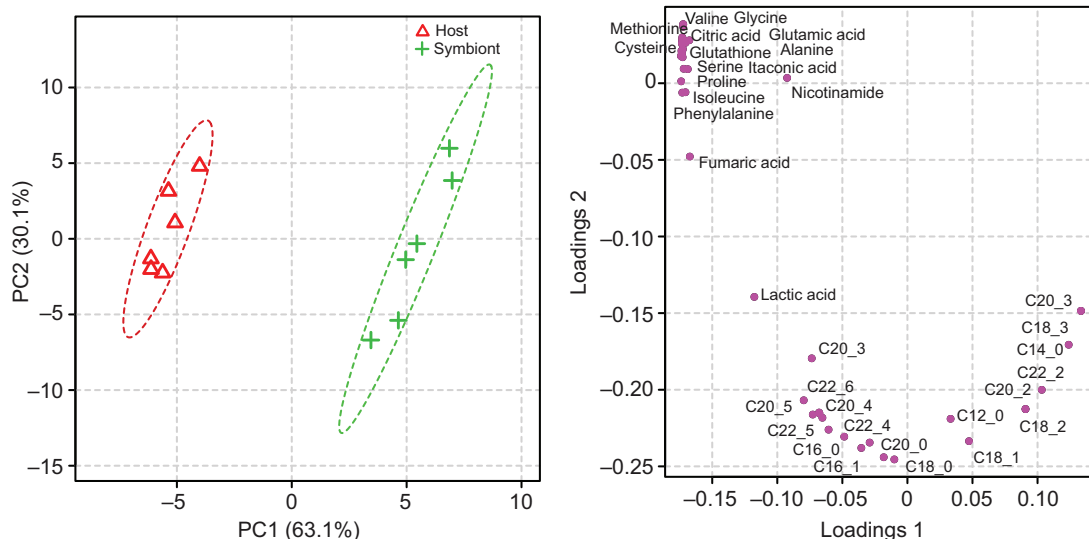 Host
Symbiont
10
5
0
–5
–10
–15
PC2 (30.1%)
–5
0
5
10
PC1 (63.1%)
Valine Glycine
Methionine
Citric acid Glutamic acid
Cysteine Alanine
Glutathione
Serine Itaconic acid
Proline
Isoleucine Nicotinamide
Phenylalanine
Fumaric acid
Lactic acid
C20_3
C18_3
C20_3
C14_0
C22_2
C22_6
C20_2
C20_5
C20_4
C12_0
C22_5
C22_4
C18_2
C16_0
C20_0
C18_1
C16_1
C18_0
0
–0.05
–0.10
–0.15
–0.20
–0.25
Loadings 2
–0.15
–0.10
–0.05
0
0.05
0.10
Loadings 1